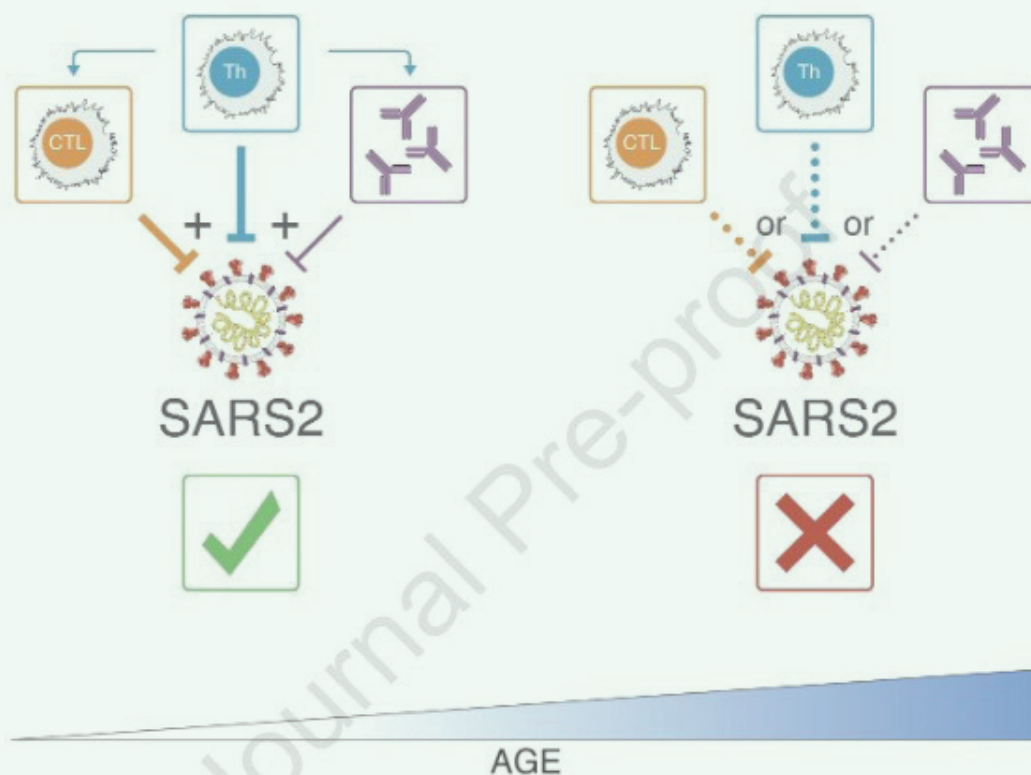 Th
CTL
+ +
SARS2
Th
CTL
or or
SARS2
AGE
Journal Pre-proof